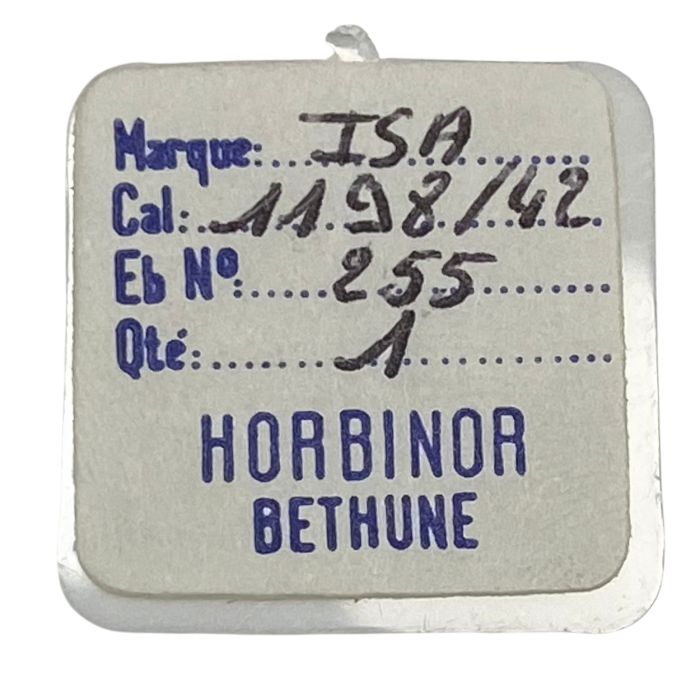 Marque: ISA
Cal: 1198/42
Eb Nº: 255
Qté: 1
HORBINOR
BETHUNE